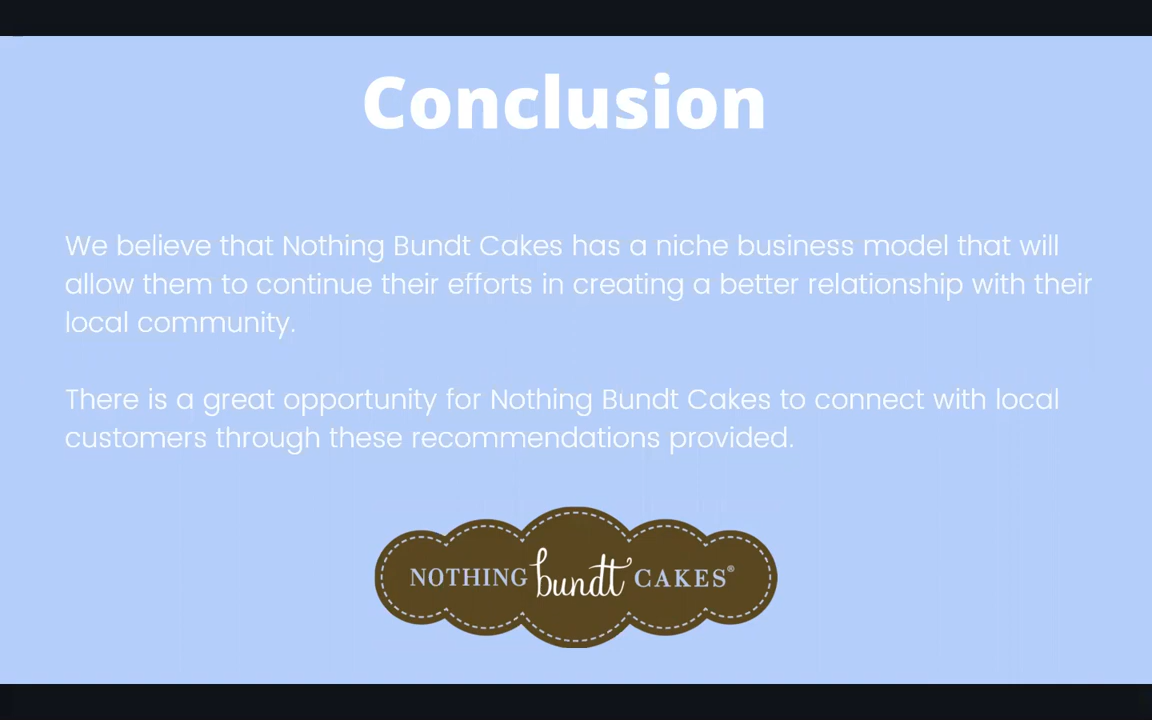 Conclusion
We believe that Nothing Bundt Cakes has a niche business model that will
allow them to continue their efforts in creating a better relationship with their
local community.
There is a great opportunity for Nothing Bundt Cakes to connect with local
customers through these recommendations provided.
NOTHING bundt CAKES®